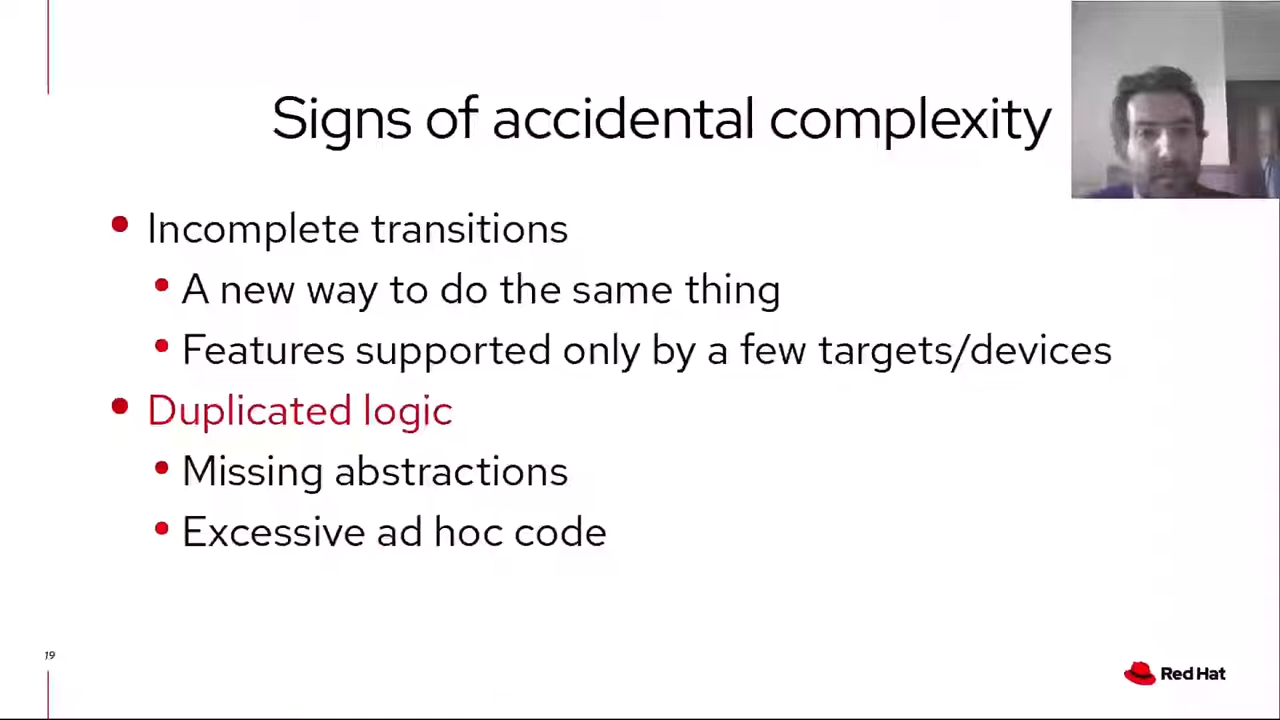 Signs of accidental complexity
Incomplete transitions
A new way to do the same thing
Features supported only by a few targets/devices
Duplicated logic
Missing abstractions
Excessive ad hoc code
19
Red Hat